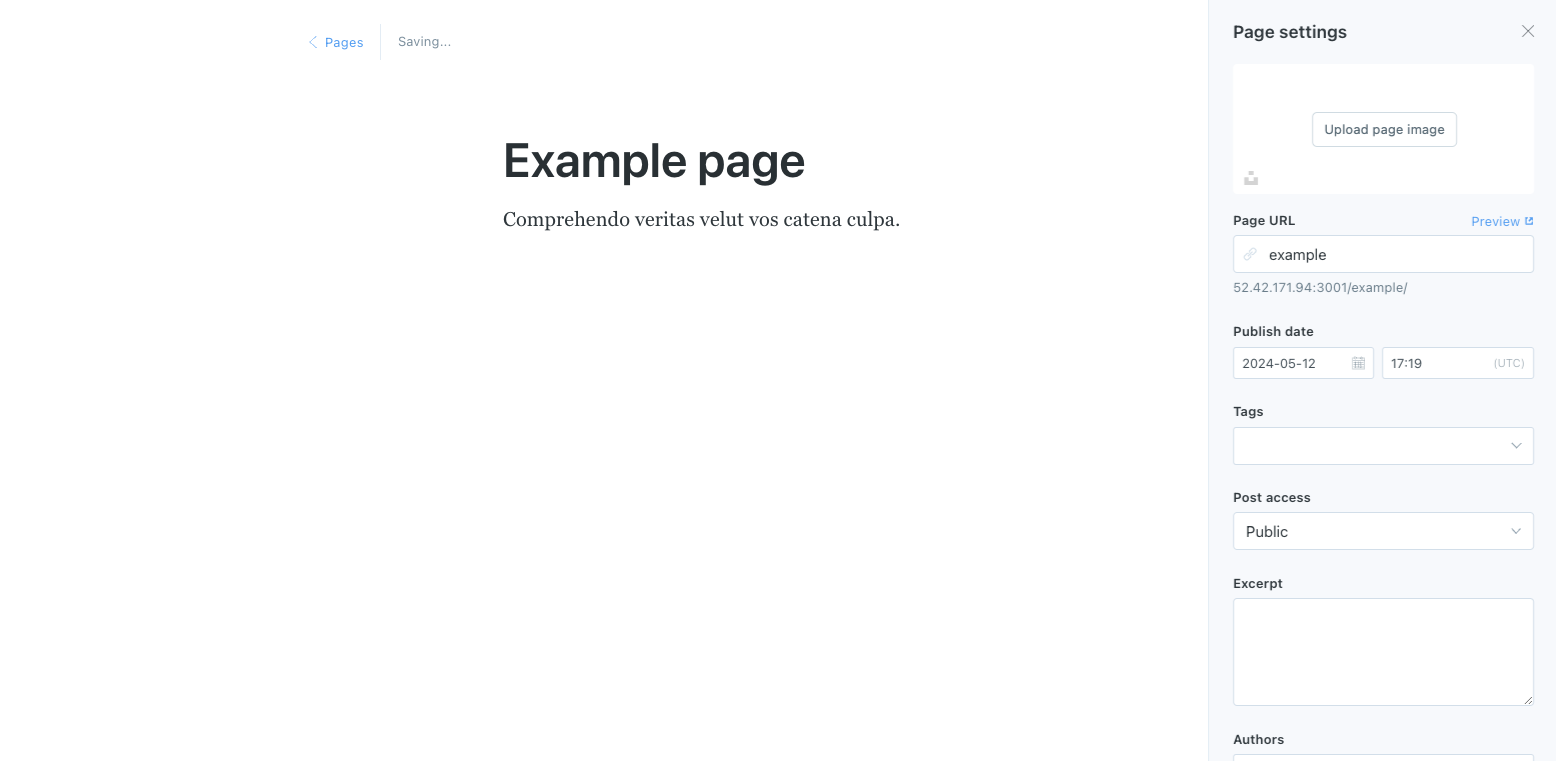 Pages
Saving...
Example page
Comprehendo veritas velut vos catena culpa.
Page settings
Upload page image
Page URL
Preview
example
52.42.171.94:3001/example/
Publish date
2024-05-12
17:19
(UTC)
Tags
Post access
Public
Excerpt
Authors